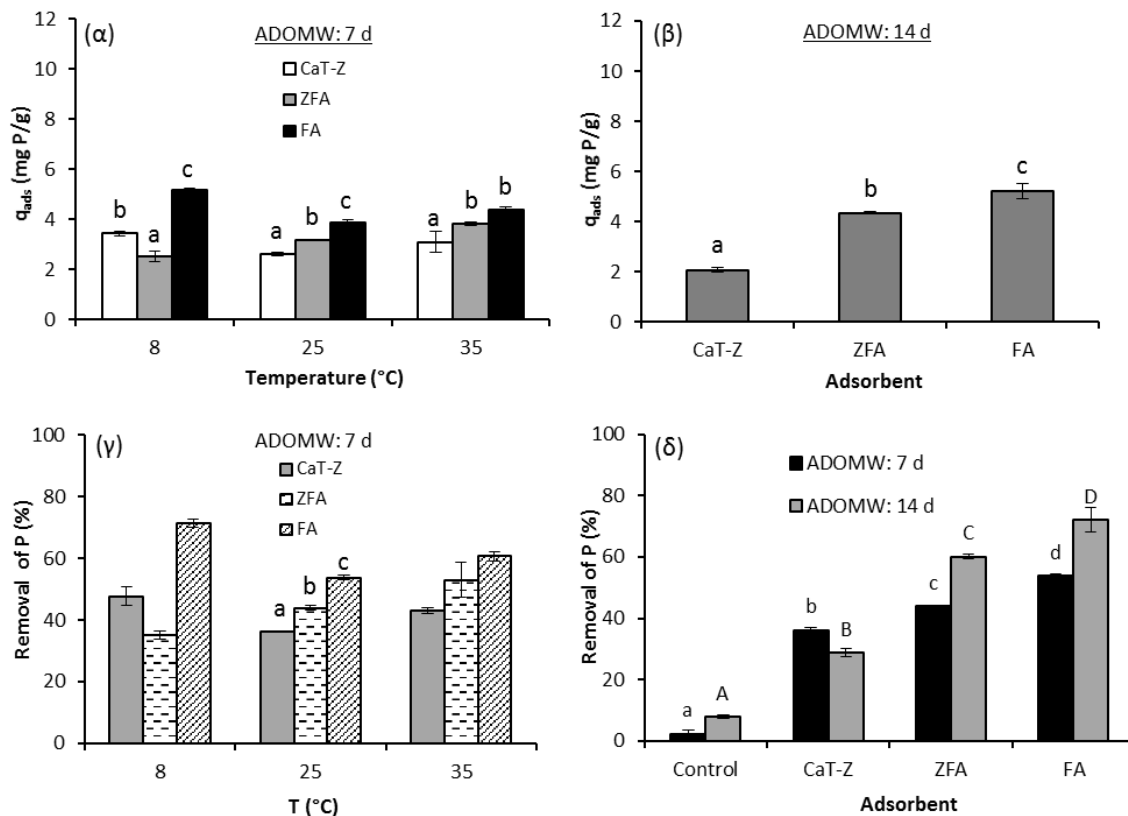 (α)
ADOMW: 7 d
CaT-Z
ZFA
FA
q_ads (mg P/g)
12
10
8
6
4
2
0
b a c
a b c
a b b
8 25 35
Temperature (°C)
(β)
ADOMW: 14 d
q_ads (mg P/g)
12
10
8
6
4
2
0
a b c
CaT-Z ZFA FA
Adsorbent
(γ)
ADOMW: 7 d
CaT-Z
ZFA
FA
Removal of P (%)
100
80
60
40
20
0
a b c
8 25 35
T (°C)
(δ)
ADOMW: 7 d
ADOMW: 14 d
Removal of P (%)
100
80
60
40
20
0
a A b B c C d D
Control CaT-Z ZFA FA
Adsorbent